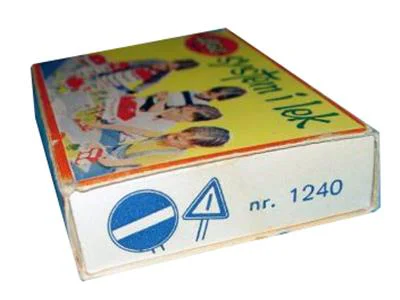 system i lek
nr. 1240